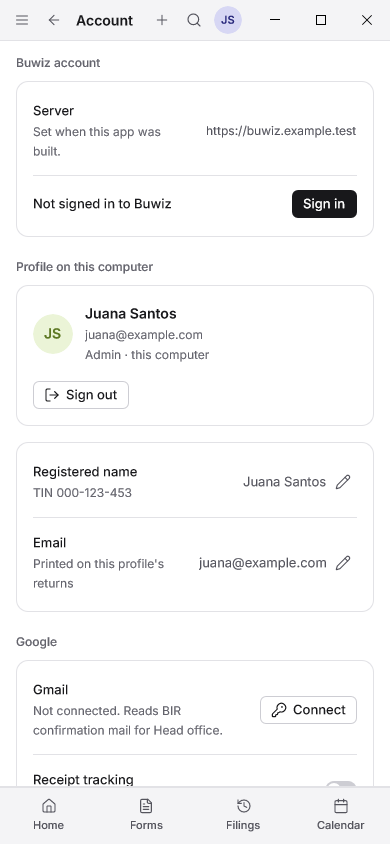 Account
JS
Buwiz account
Server
Set when this app was
built.
https://buwiz.example.test
Not signed in to Buwiz
Sign in
Profile on this computer
JS
Juana Santos
juana@example.com
Admin · this computer
Sign out
Registered name
TIN 000-123-453
Juana Santos
Email
Printed on this profile's
returns
juana@example.com
Google
Gmail
Not connected. Reads BIR
confirmation mail for Head office.
Connect
Receipt tracking
Home
Forms
Filings
Calendar